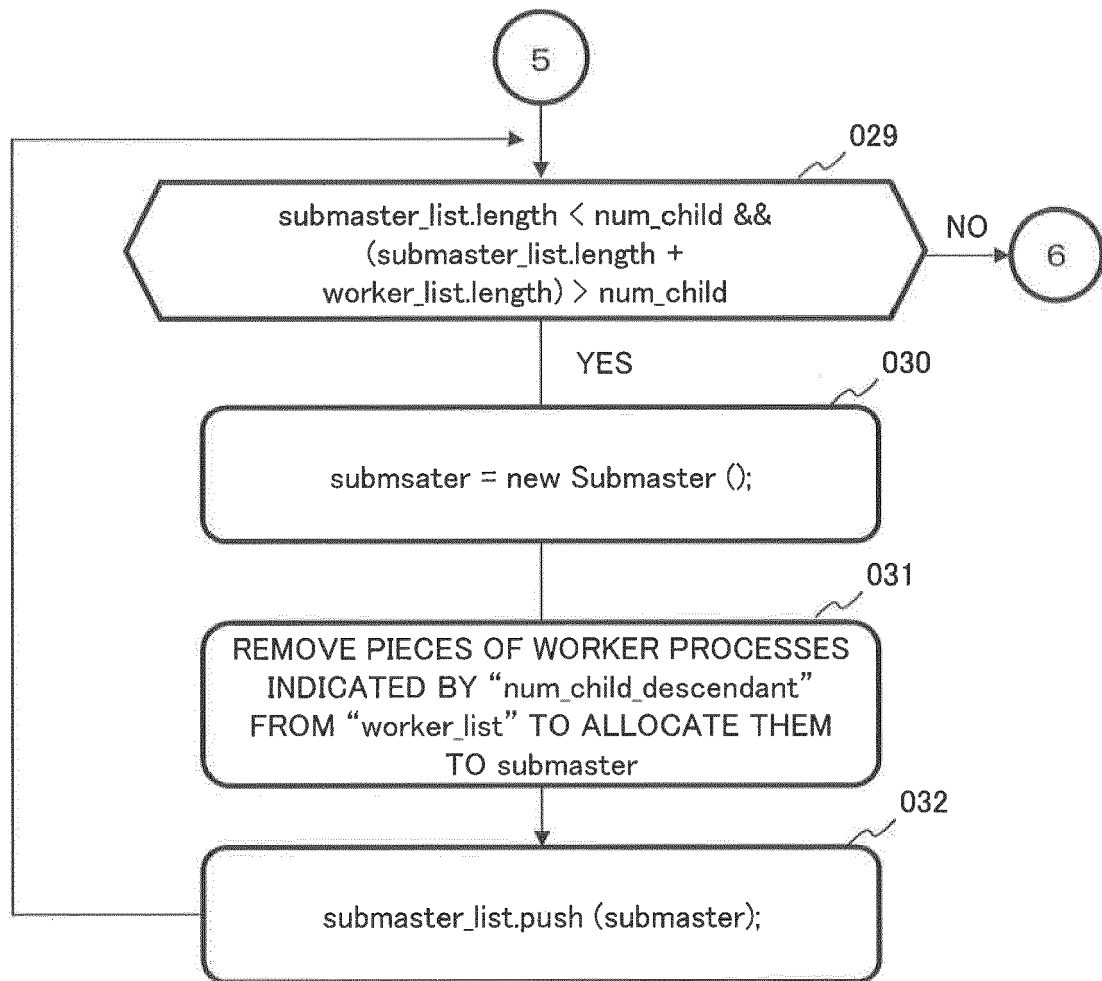 5
029
submaster_list.length < num_child &&
(submaster_list.length +
worker_list.length) > num_child
NO
6
YES
030
submsater = new Submaster ();
031
REMOVE PIECES OF WORKER PROCESSES
INDICATED BY “num_child_descendant”
FROM “worker_list” TO ALLOCATE THEM
TO submaster
032
submaster_list.push (submaster);